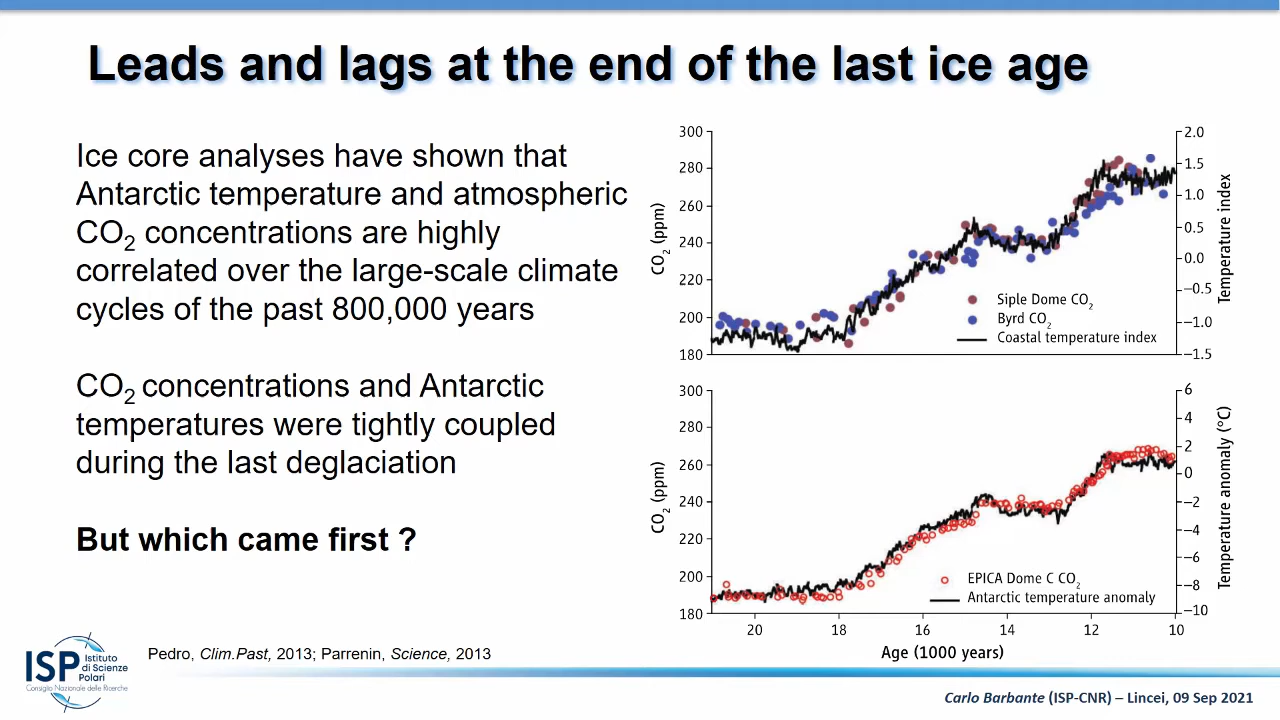 Leads and lags at the end of the last ice age
Ice core analyses have shown that
Antarctic temperature and atmospheric
CO₂ concentrations are highly
correlated over the large-scale climate
cycles of the past 800,000 years
CO₂ concentrations and Antarctic
temperatures were tightly coupled
during the last deglaciation
But which came first ?
300
280
260
240
220
200
180
CO₂ (ppm)
2.0
1.5
1.0
0.5
0.0
−0.5
−1.0
−1.5
Temperature index
Siple Dome CO₂
Byrd CO₂
Coastal temperature index
300
280
260
240
220
200
180
CO₂ (ppm)
6
4
2
0
−2
−4
−6
−8
−10
Temperature anomaly (°C)
EPICA Dome C CO₂
Antarctic temperature anomaly
20 18 16 14 12 10
Age (1000 years)
ISP
Istituto
di Scienze
Polari
Consiglio Nazionale delle Ricerche
Pedro, Clim.Past, 2013; Parrenin, Science, 2013
Carlo Barbante (ISP-CNR) – Lincei, 09 Sep 2021